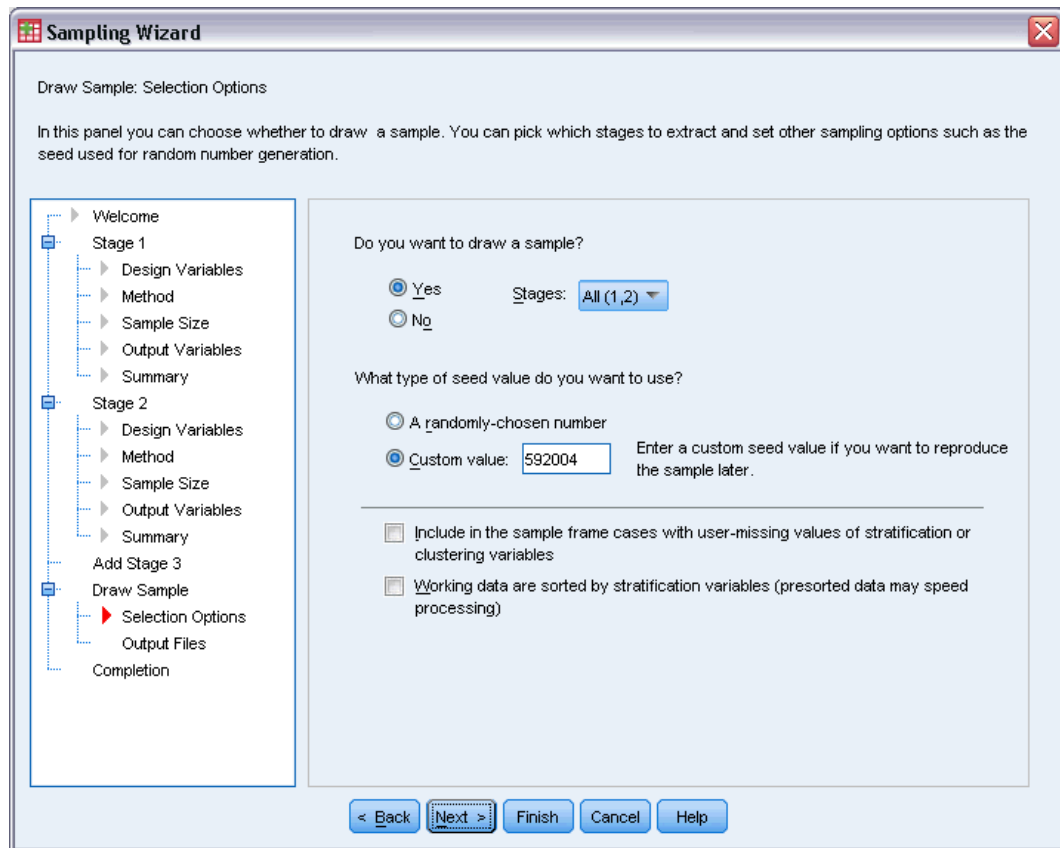 Sampling Wizard
Draw Sample: Selection Options
In this panel you can choose whether to draw a sample. You can pick which stages to extract and set other sampling options such as the
seed used for random number generation.
Welcome
Stage 1
Design Variables
Method
Sample Size
Output Variables
Summary
Stage 2
Design Variables
Method
Sample Size
Output Variables
Summary
Add Stage 3
Draw Sample
Selection Options
Output Files
Completion
Do you want to draw a sample?
Yes
Stages: All (1,2)
No
What type of seed value do you want to use?
A randomly-chosen number
Custom value: 592004
Enter a custom seed value if you want to reproduce
the sample later.
Include in the sample frame cases with user-missing values of stratification or
clustering variables
Working data are sorted by stratification variables (presorted data may speed
processing)
< Back Next > Finish Cancel Help